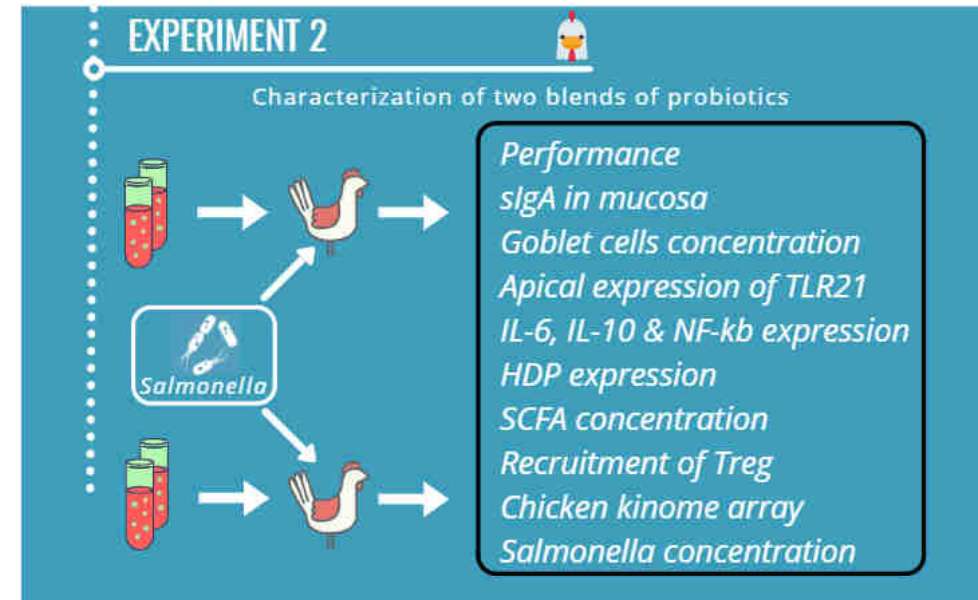 EXPERIMENT 2
Characterization of two blends of probiotics
Performance
sIgA in mucosa
Goblet cells concentration
Apical expression of TLR21
IL-6, IL-10 & NF-kb expression
HDP expression
SCFA concentration
Recruitment of Treg
Chicken kinome array
Salmonella concentration
Salmonella